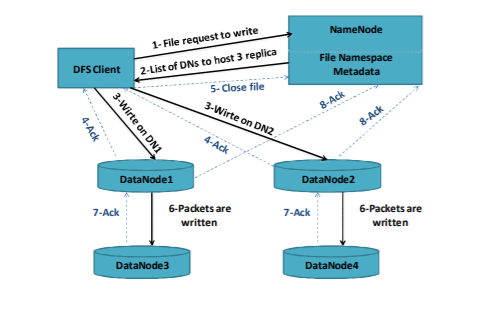 1- File request to write
NameNode
2-List of DNs to host 3 replica
DFS Client
File Namespace
Metadata
5- Close file
3-Wirte on DN1
3-Wirte on DN2
8-Ack
8-Ack
4-Ack
4-Ack
DataNode1
DataNode2
7-Ack
6-Packets are
written
7-Ack
6-Packets are
written
DataNode3
DataNode4